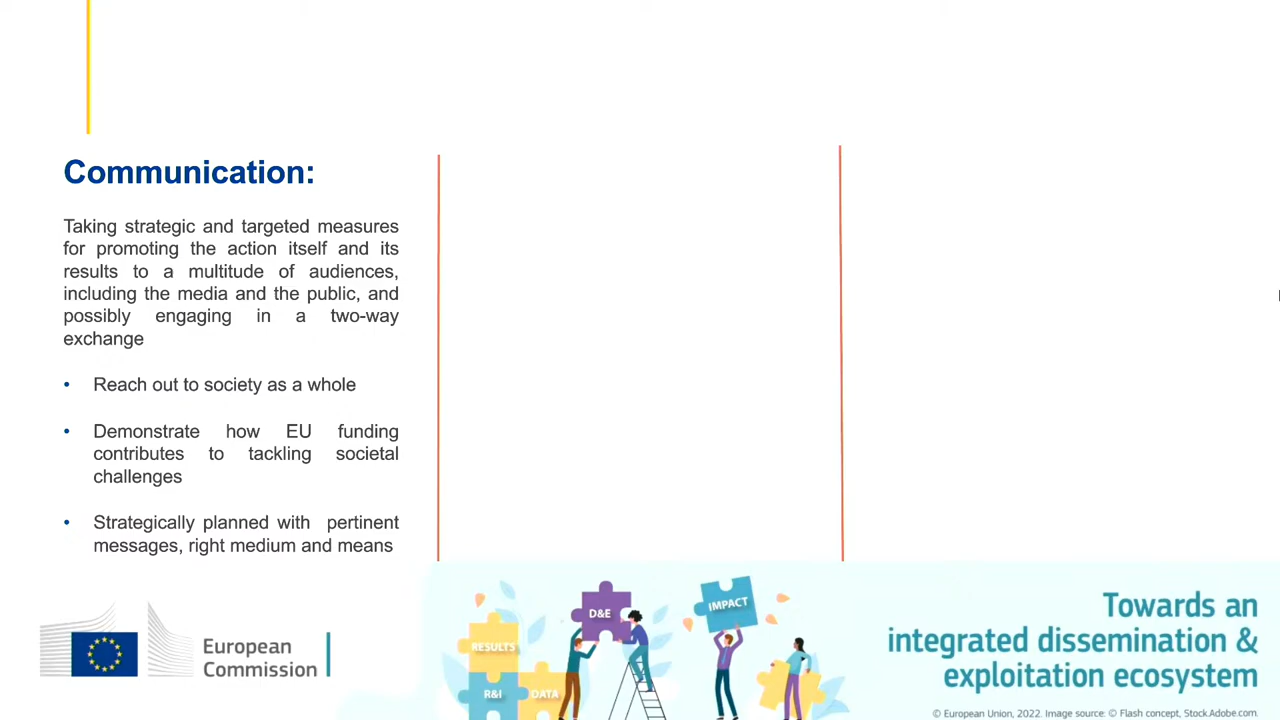 Communication:
Taking strategic and targeted measures
for promoting the action itself and its
results to a multitude of audiences,
including the media and the public, and
possibly engaging in a two-way
exchange
• Reach out to society as a whole
• Demonstrate how EU funding
contributes to tackling societal
challenges
• Strategically planned with pertinent
messages, right medium and means
European
Commission
D&E
IMPACT
RESULTS
R&I
DATA
Towards an
integrated dissemination &
exploitation ecosystem
© European Union, 2022. Image source: © Flash concept, Stock.Adobe.com.